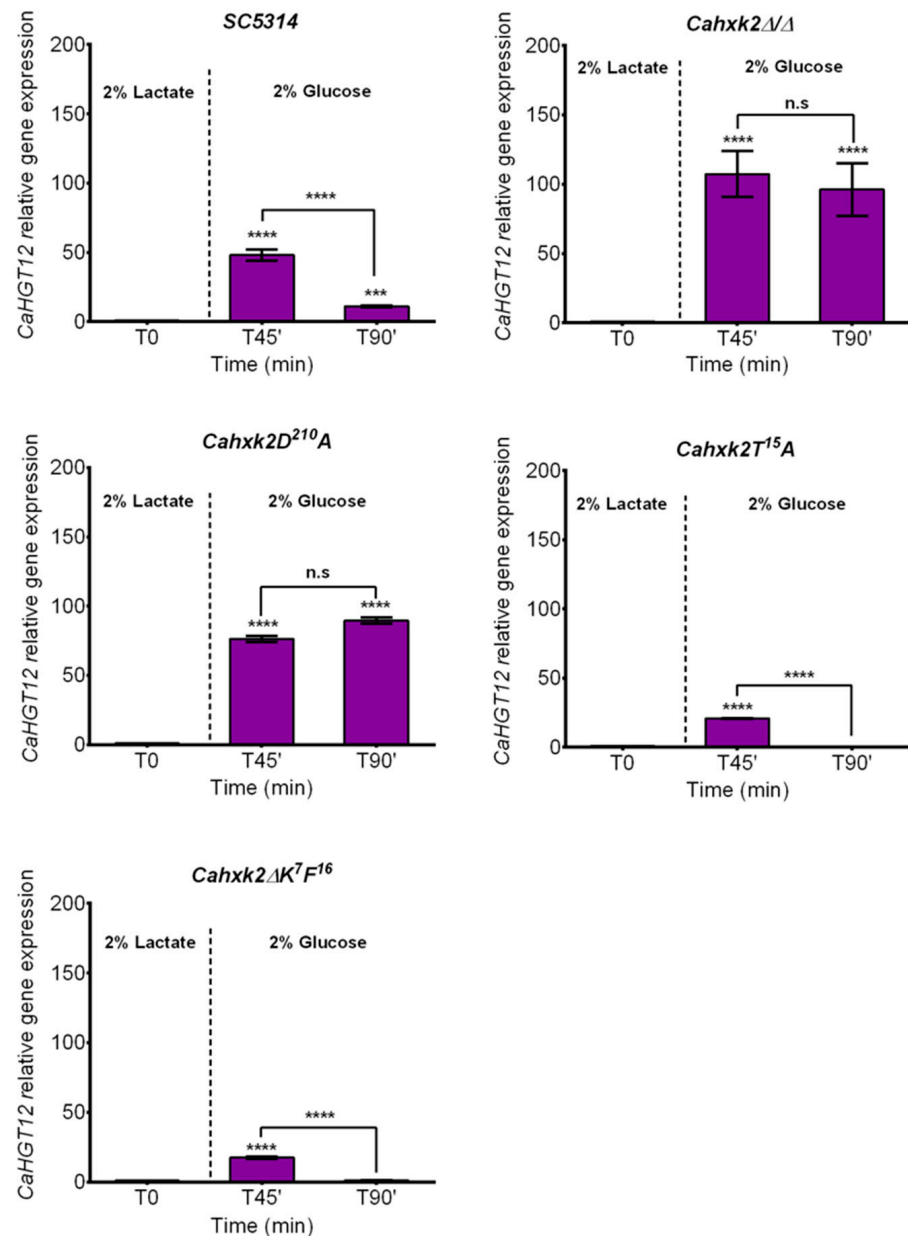 SC5314
CaHGT12 relative gene expression
200
150
100
50
0
2% Lactate
2% Glucose
****
****
***
T0
T45'
T90'
Time (min)
Cahxk2Δ/Δ
CaHGT12 relative gene expression
200
150
100
50
0
2% Lactate
2% Glucose
n.s
****
****
T0
T45'
T90'
Time (min)
Cahxk2D²¹⁰A
CaHGT12 relative gene expression
200
150
100
50
0
2% Lactate
2% Glucose
n.s
****
****
T0
T45'
T90'
Time (min)
Cahxk2T¹⁵A
CaHGT12 relative gene expression
200
150
100
50
0
2% Lactate
2% Glucose
****
****
T0
T45'
T90'
Time (min)
Cahxk2ΔK⁷F¹⁶
CaHGT12 relative gene expression
200
150
100
50
0
2% Lactate
2% Glucose
****
****
T0
T45'
T90'
Time (min)